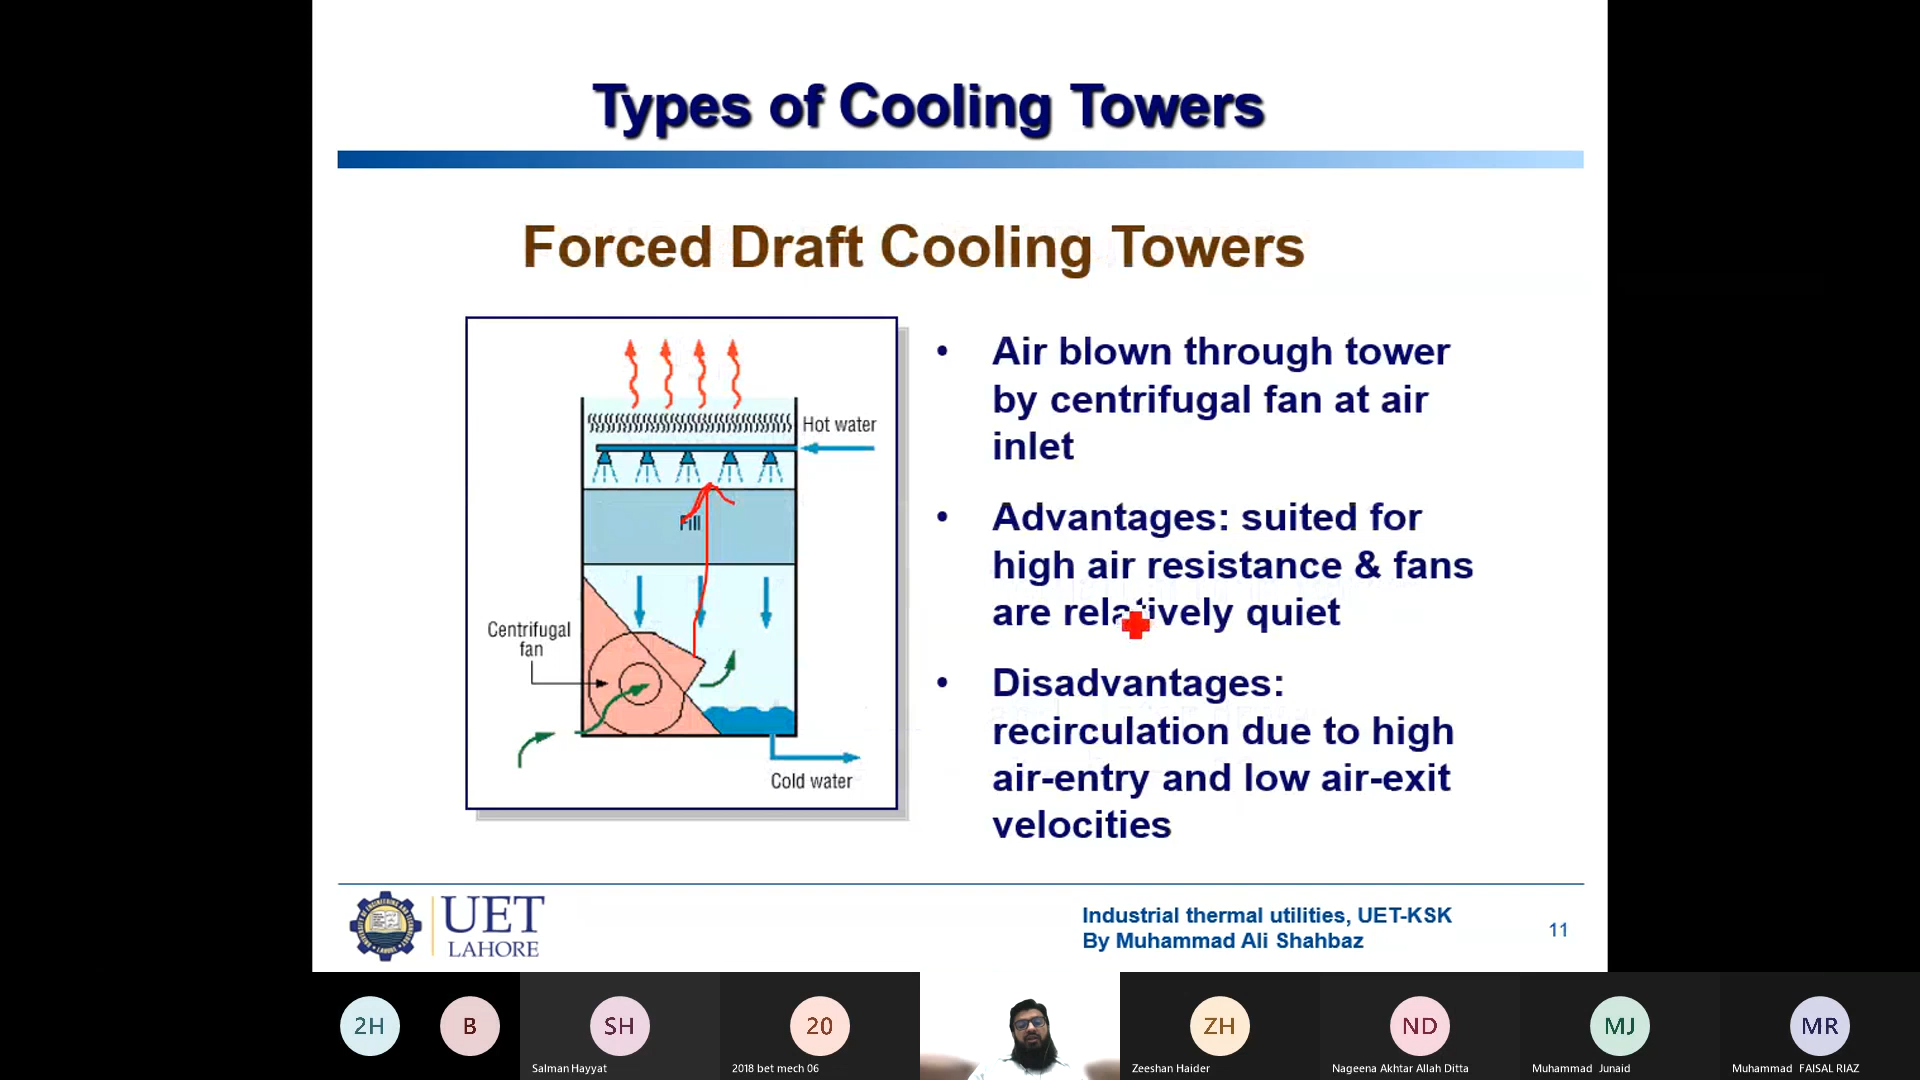 Types of Cooling Towers
Forced Draft Cooling Towers
Hot water
Fill
Centrifugal
fan
Cold water
• Air blown through tower
by centrifugal fan at air
inlet
• Advantages: suited for
high air resistance & fans
are relatively quiet
• Disadvantages:
recirculation due to high
air-entry and low air-exit
velocities
UET
LAHORE
Industrial thermal utilities, UET-KSK
By Muhammad Ali Shahbaz
11
2H
B
SH
Salman Hayyat
20
2018 bet mech 06
ZH
Zeeshan Haider
ND
Nageena Akhtar Allah Ditta
MJ
Muhammad Junaid
MR
Muhammad FAISAL RIAZ